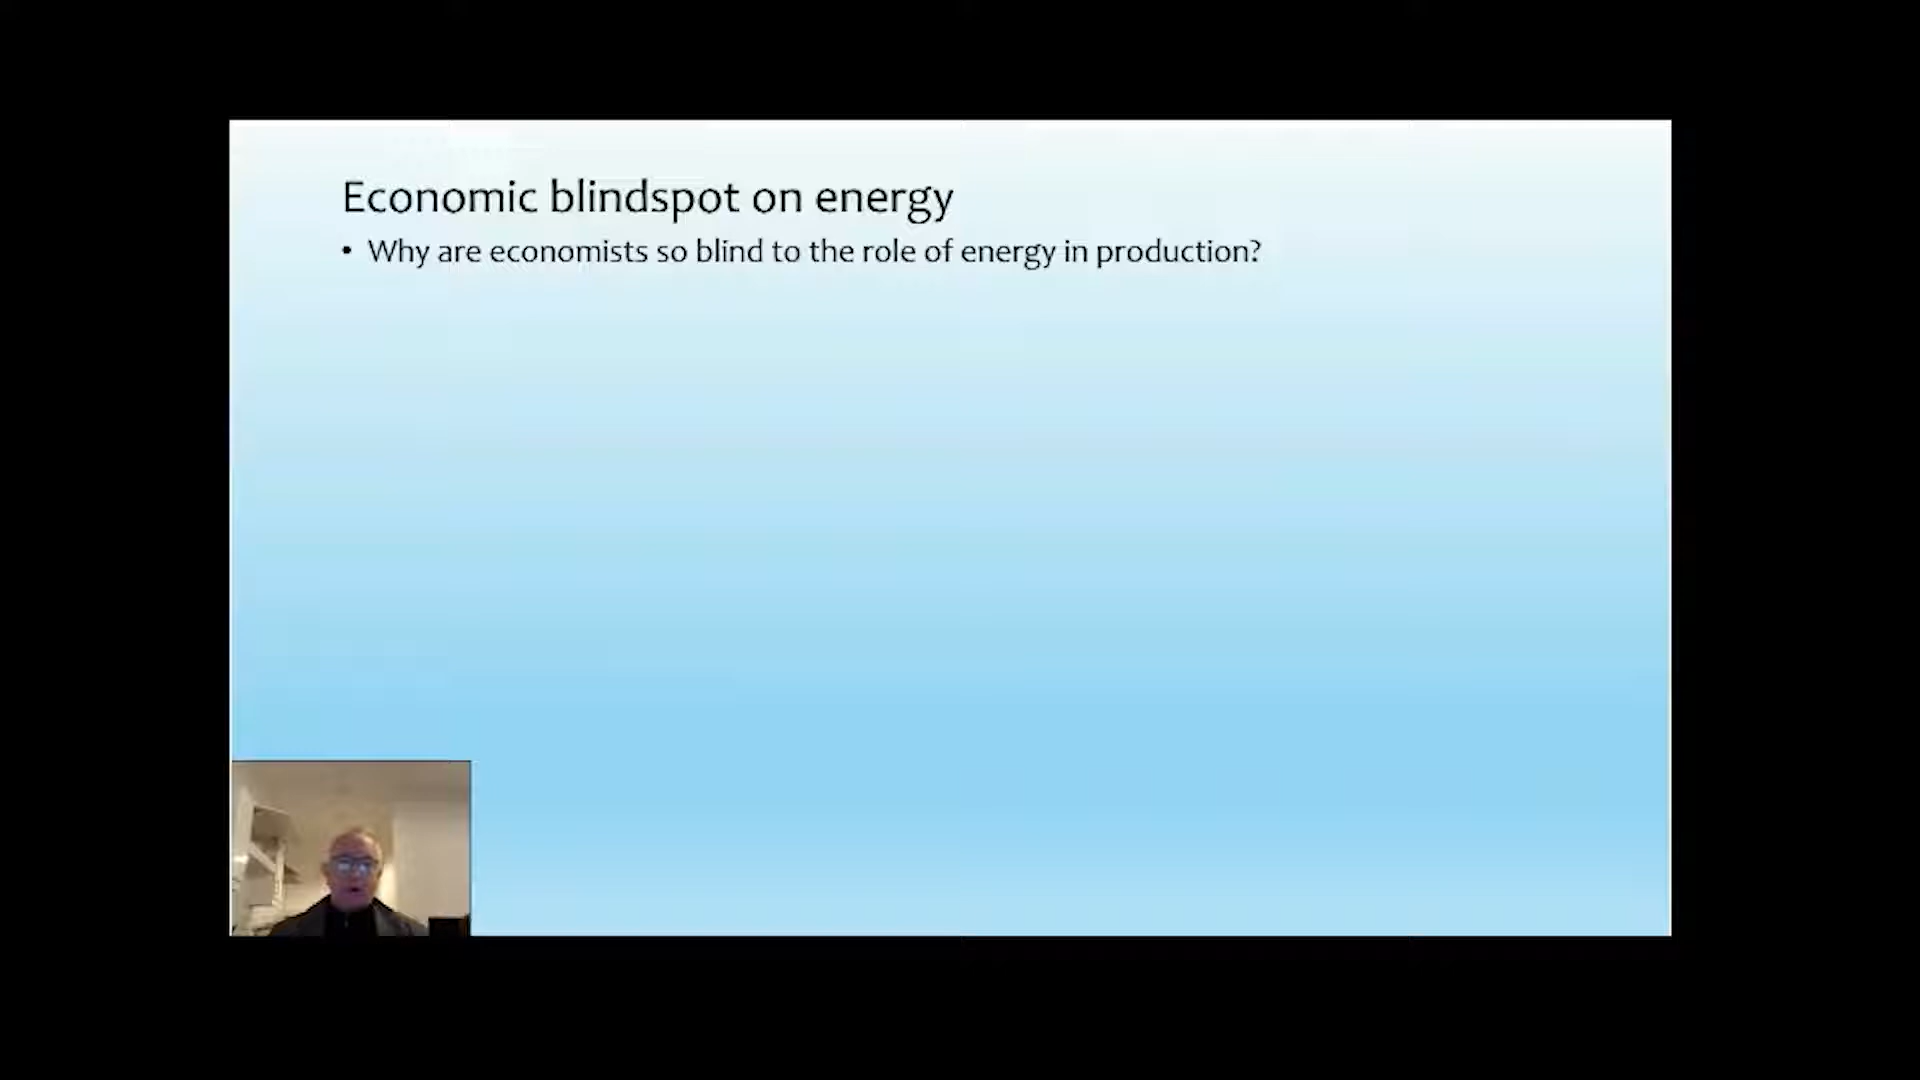 Economic blindspot on energy
• Why are economists so blind to the role of energy in production?